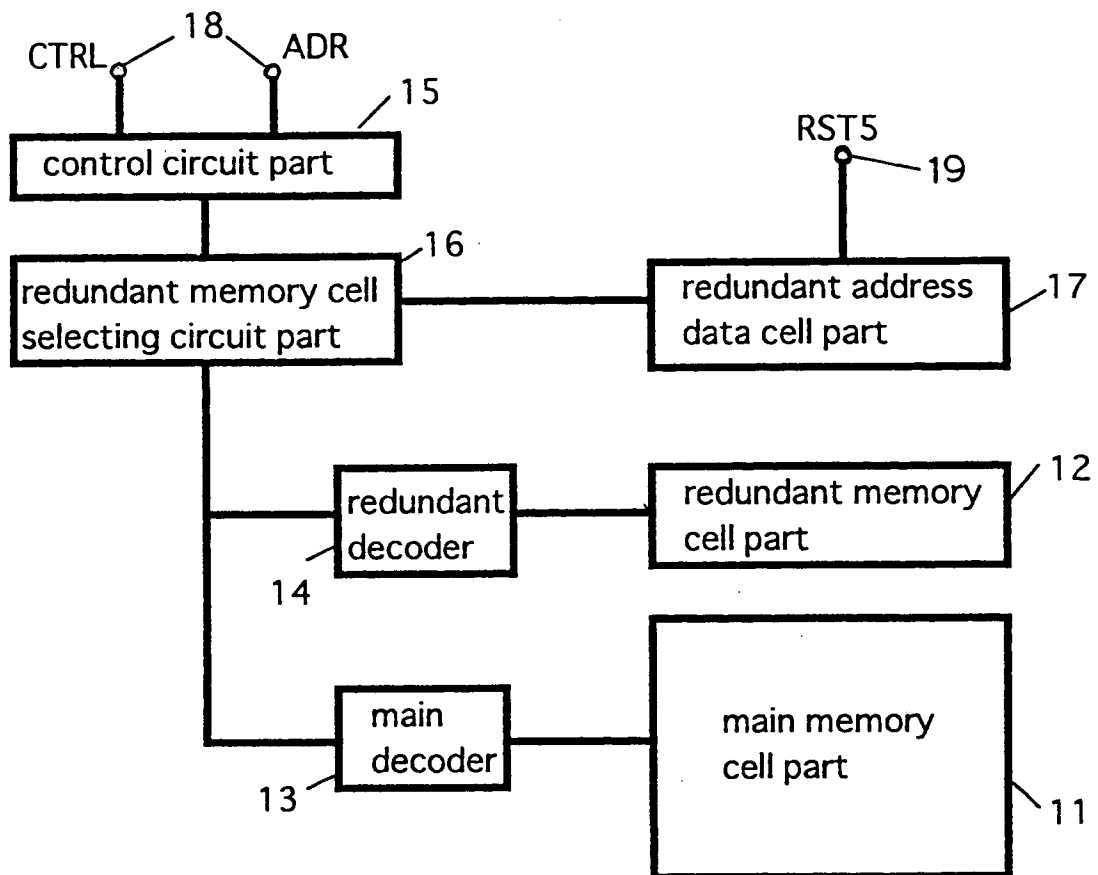 18
CTRL
ADR
15
control circuit part
RST5
19
16
redundant memory cell
selecting circuit part
redundant address
data cell part
17
12
redundant
decoder
redundant memory
cell part
14
main
decoder
main memory
cell part
13
11